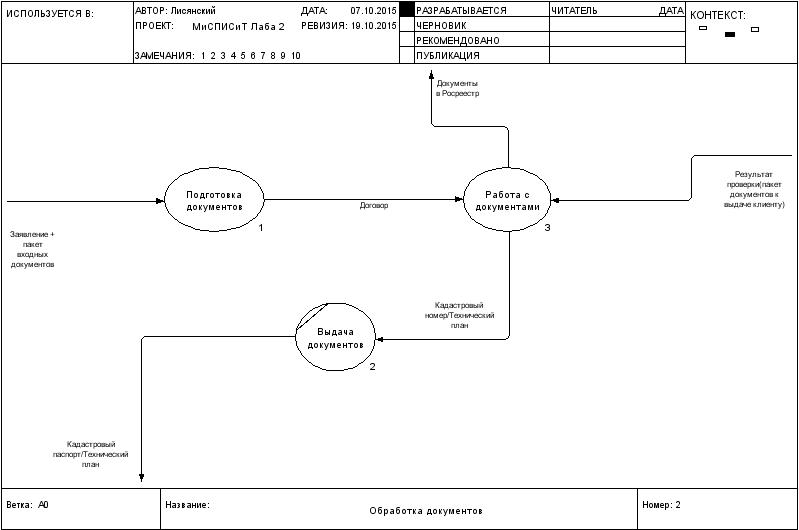 ИСПОЛЬЗУЕТСЯ В:
АВТОР: Лисянский
ДАТА: 07.10.2015
ПРОЕКТ: МиСПИСиТ Лаба 2
РЕВИЗИЯ: 19.10.2015
ЗАМЕЧАНИЯ: 1 2 3 4 5 6 7 8 9 10
РАЗРАБАТЫВАЕТСЯ
ЧЕРНОВИК
РЕКОМЕНДОВАНО
ПУБЛИКАЦИЯ
ЧИТАТЕЛЬ
ДАТА
КОНТЕКСТ:
Документы
в Росреестр
Результат
проверки(пакет
документов к
выдаче клиенту)
Подготовка
документов
1
Договор
Работа с
документами
3
Заявление +
пакет
входных
документов
Кадастровый
номер/Технический
план
Выдача
документов
2
Кадастровый
паспорт/Технический
план
Ветка: A0
Название:
Обработка документов
Номер: 2